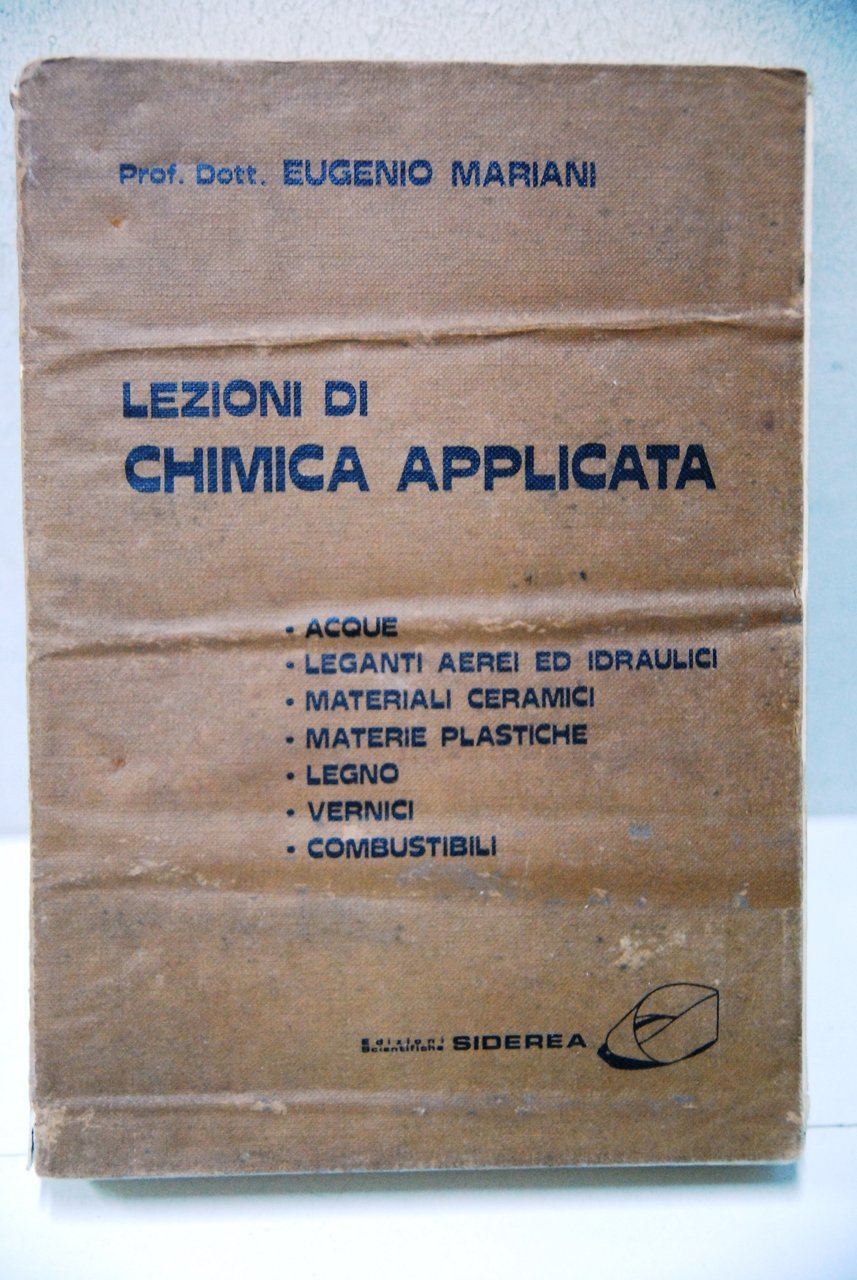 Prof. Dott. EUGENIO MARIANI
LEZIONI DI
CHIMICA APPLICATA
• ACQUE
• LEGANTI AEREI ED IDRAULICI
• MATERIALI CERAMICI
• MATERIE PLASTICHE
• LEGNO
• VERNICI
• COMBUSTIBILI
Edizioni
Scientifiche SIDEREA